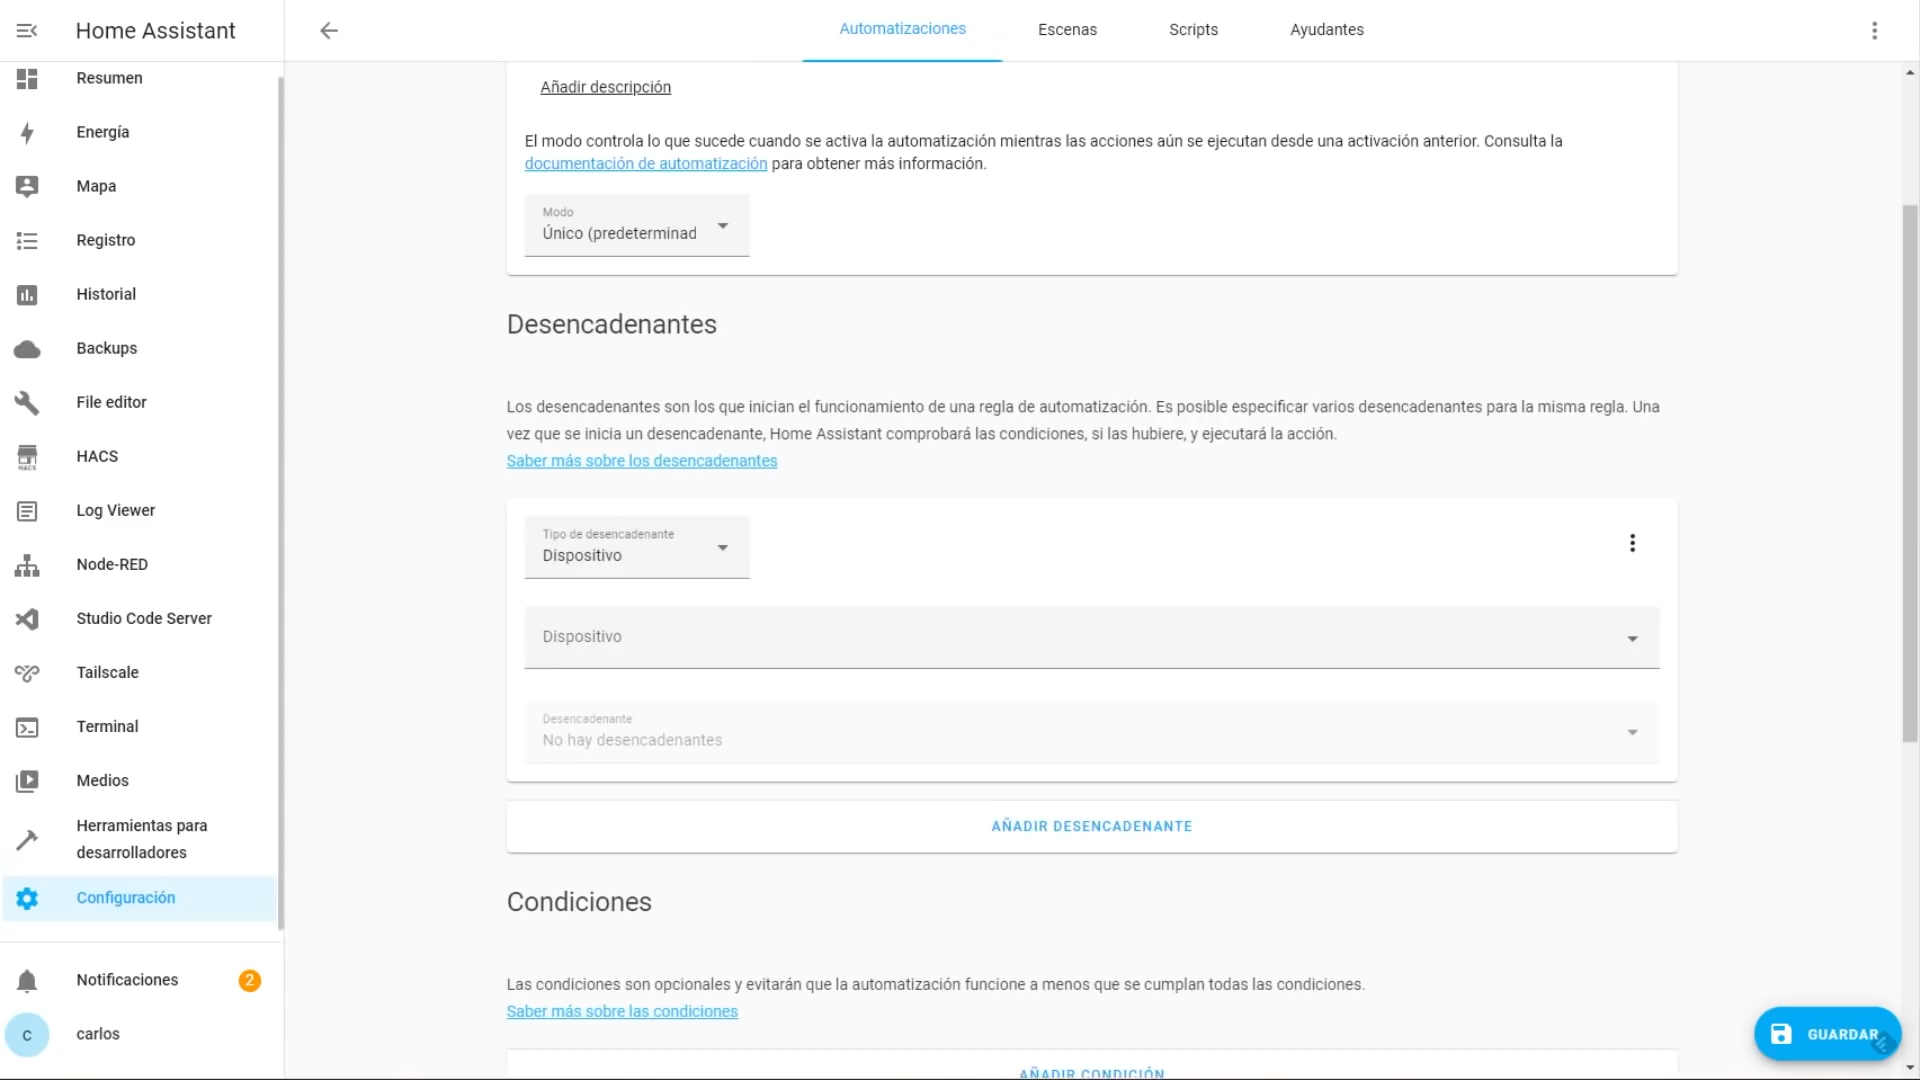 Home Assistant
Automatizaciones
Escenas
Scripts
Ayudantes
Resumen
Energía
Mapa
Registro
Historial
Backups
File editor
HACS
HACS
Log Viewer
Node-RED
Studio Code Server
Tailscale
Terminal
Medios
Herramientas para
desarrolladores
Configuración
Notificaciones
2
c
carlos
Añadir descripción
El modo controla lo que sucede cuando se activa la automatización mientras las acciones aún se ejecutan desde una activación anterior. Consulta la
documentación de automatización para obtener más información.
Modo
Único (predeterminad
Desencadenantes
Los desencadenantes son los que inician el funcionamiento de una regla de automatización. Es posible especificar varios desencadenantes para la misma regla. Una
vez que se inicia un desencadenante, Home Assistant comprobará las condiciones, si las hubiere, y ejecutará la acción.
Saber más sobre los desencadenantes
Tipo de desencadenante
Dispositivo
Dispositivo
Desencadenante
No hay desencadenantes
AÑADIR DESENCADENANTE
Condiciones
Las condiciones son opcionales y evitarán que la automatización funcione a menos que se cumplan todas las condiciones.
Saber más sobre las condiciones
AÑADIR CONDICIÓN
GUARDAR